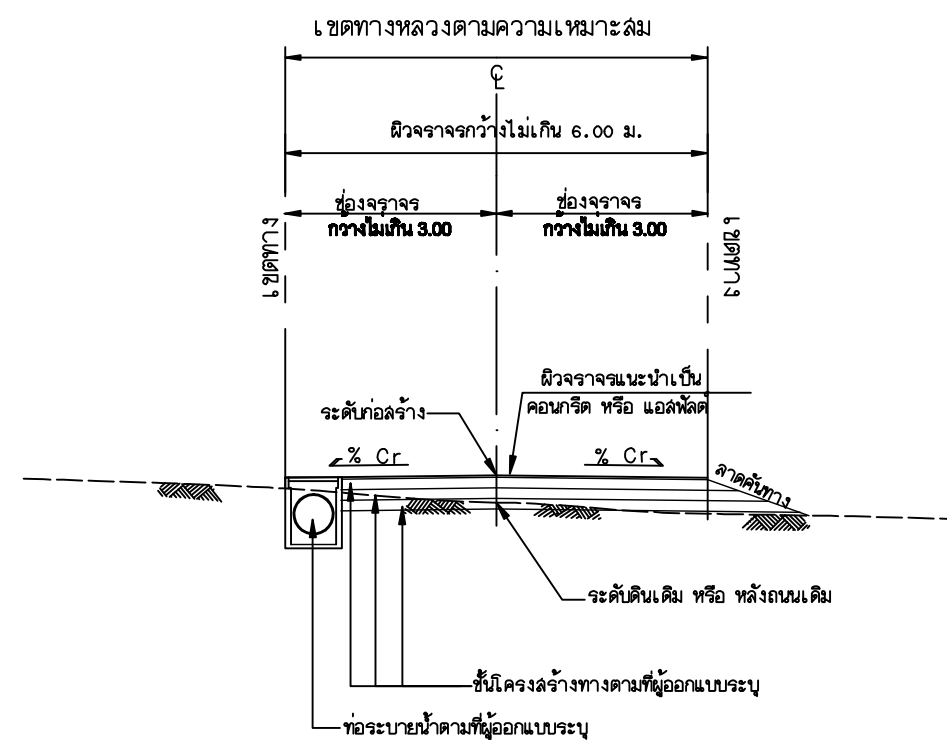 เขตทางหลวงตามความเหมาะสม
℄
ผิวจราจรกว้างไม่เกิน 6.00 ม.
ช่องจราจร
กว้างไม่เกิน 3.00
ช่องจราจร
กว้างไม่เกิน 3.00
เขตทาง
เขตทาง
ผิวจราจรแนะนำเป็น
คอนกรีต หรือ แอสฟัลต์
ระดับก่อสร้าง
% Cr
% Cr
ลาดคันทาง
ระดับดินเดิม หรือ หลังถนนเดิม
ชั้นโครงสร้างทางตามที่ผู้ออกแบบระบุ
ท่อระบายน้ำตามที่ผู้ออกแบบระบุ